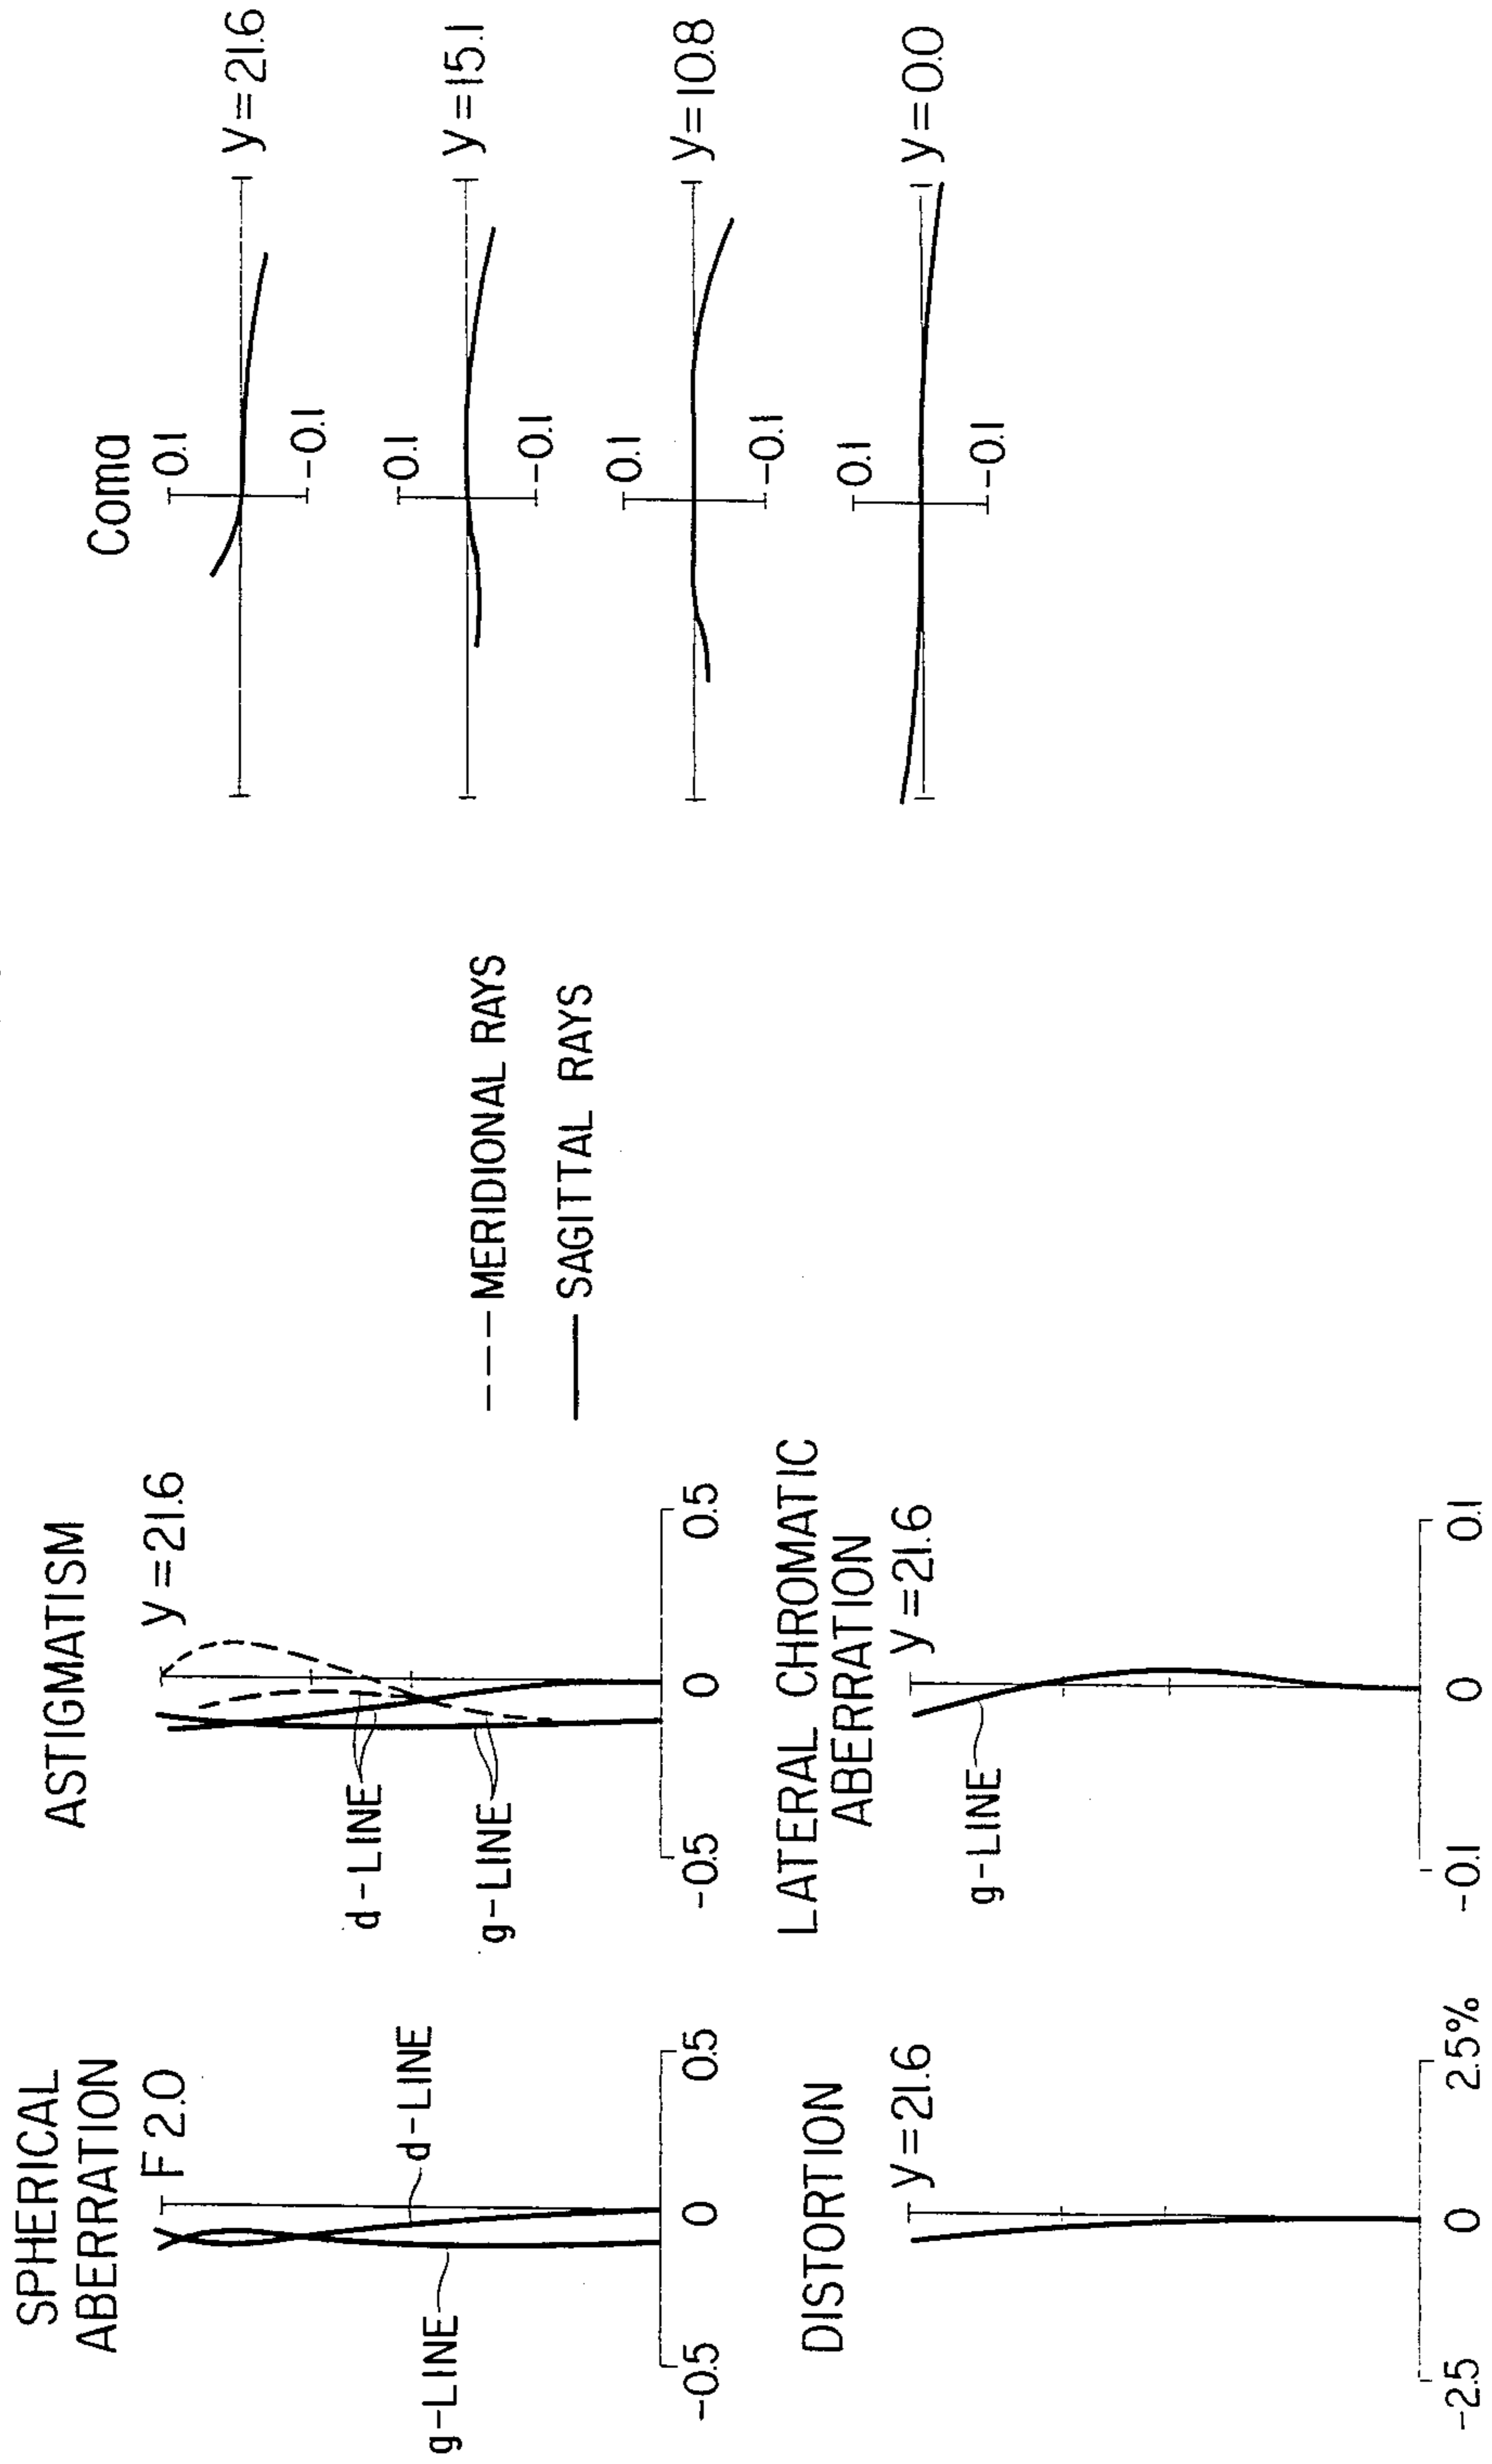 SPHERICAL
ABERRATION
F 2.0
d-LINE
g-LINE
-0.5
0
0.5
ASTIGMATISM
y=21.6
d-LINE
g-LINE
-0.5
0
0.5
MERIDIONAL RAYS
SAGITTAL RAYS
DISTORTION
y=21.6
-2.5
0
2.5%
LATERAL CHROMATIC
ABERRATION
y=21.6
g-LINE
-0.1
0
0.1
Coma
0.1
-0.1
y=21.6
0.1
-0.1
y=15.1
0.1
-0.1
y=10.8
0.1
-0.1
y=0.0